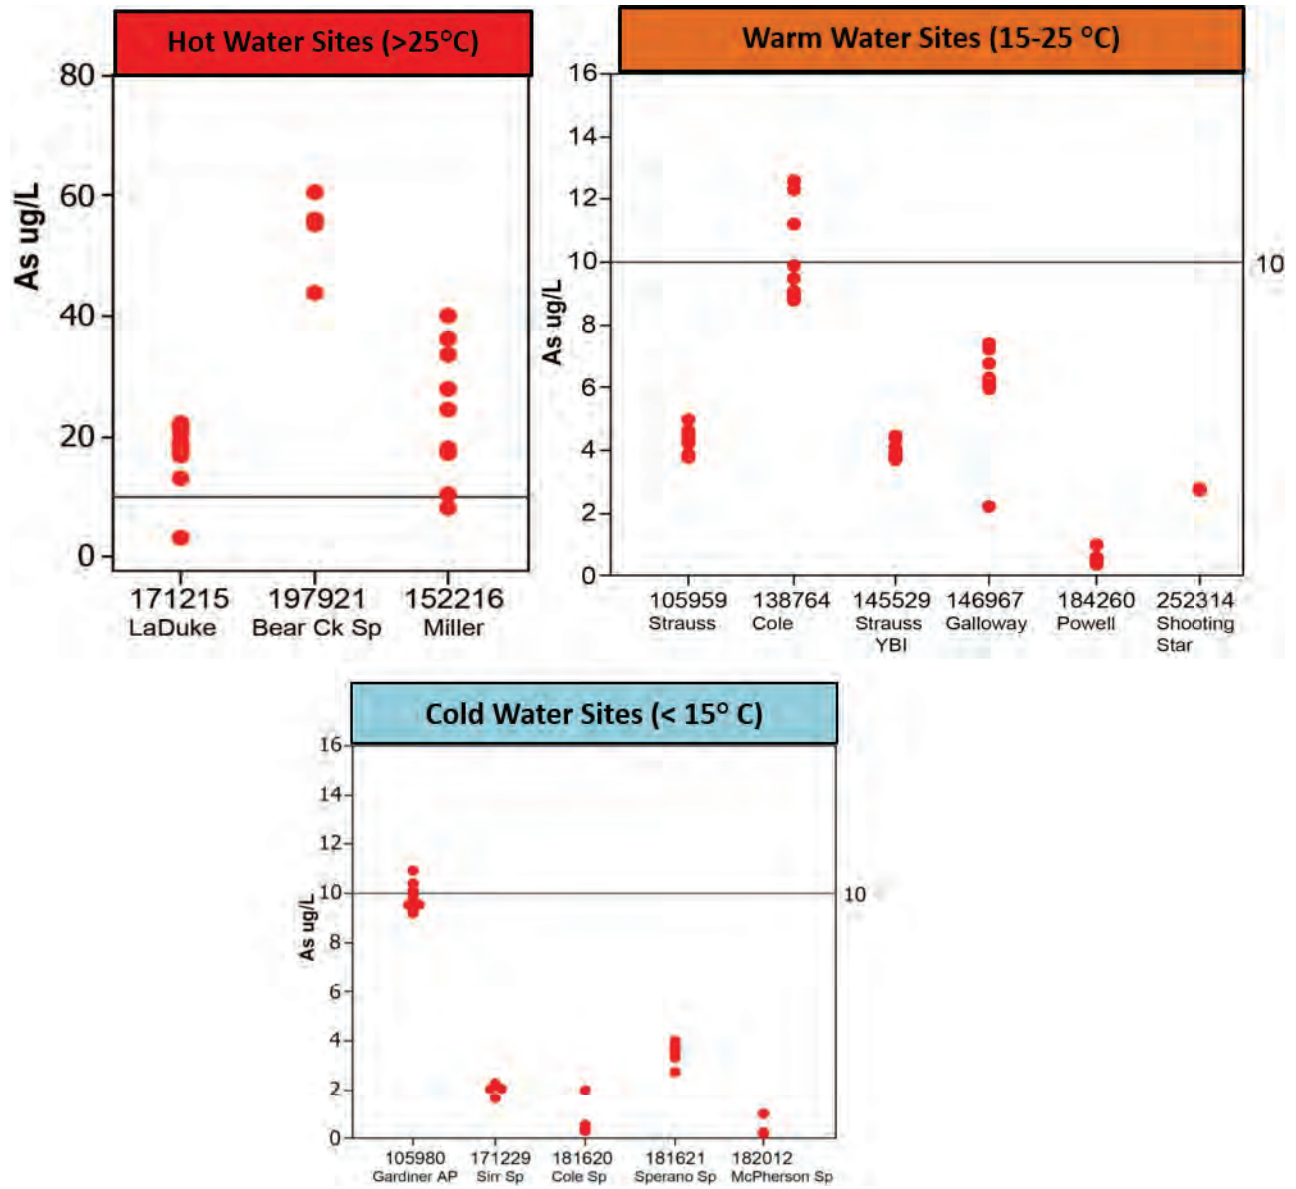 Hot Water Sites (>25°C)
80
60
40
20
0
As ug/L
171215
LaDuke
197921
Bear Ck Sp
152216
Miller
Warm Water Sites (15-25 °C)
16
14
12
10
8
6
4
2
0
As ug/L
10
105959
Strauss
138764
Cole
145529
Strauss
YBI
146967
Galloway
184260
Powell
252314
Shooting
Star
Cold Water Sites (< 15° C)
16
14
12
10
8
6
4
2
0
As ug/L
10
105980
Gardiner AP
171229
Sirr Sp
181620
Cole Sp
181621
Sperano Sp
182012
McPherson Sp